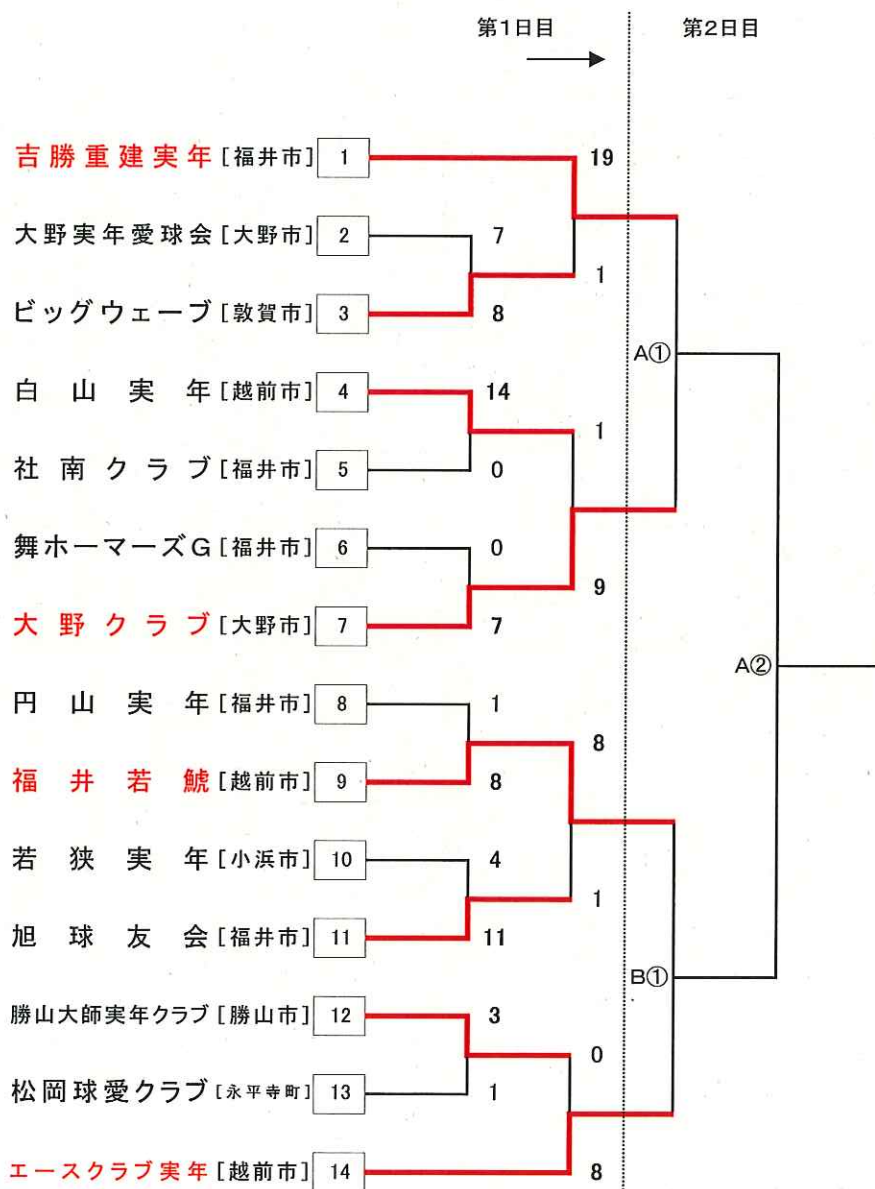 第1日目 第2日目
吉勝重建実年 [福井市] 1 19
大野実年愛球会 [大野市] 2 7
1
ビッグウェーブ [敦賀市] 3 8
A①
白山実年 [越前市] 4 14
1
社南クラブ [福井市] 5 0
舞ホーマーズG [福井市] 6 0
9
大野クラブ [大野市] 7 7
A②
円山実年 [福井市] 8 1
8
福井若鯱 [越前市] 9 8
若狭実年 [小浜市] 10 4
1
旭球友会 [福井市] 11 11
B①
勝山大師実年クラブ [勝山市] 12 3
0
松岡球愛クラブ [永平寺町] 13 1
エースクラブ実年 [越前市] 14 8